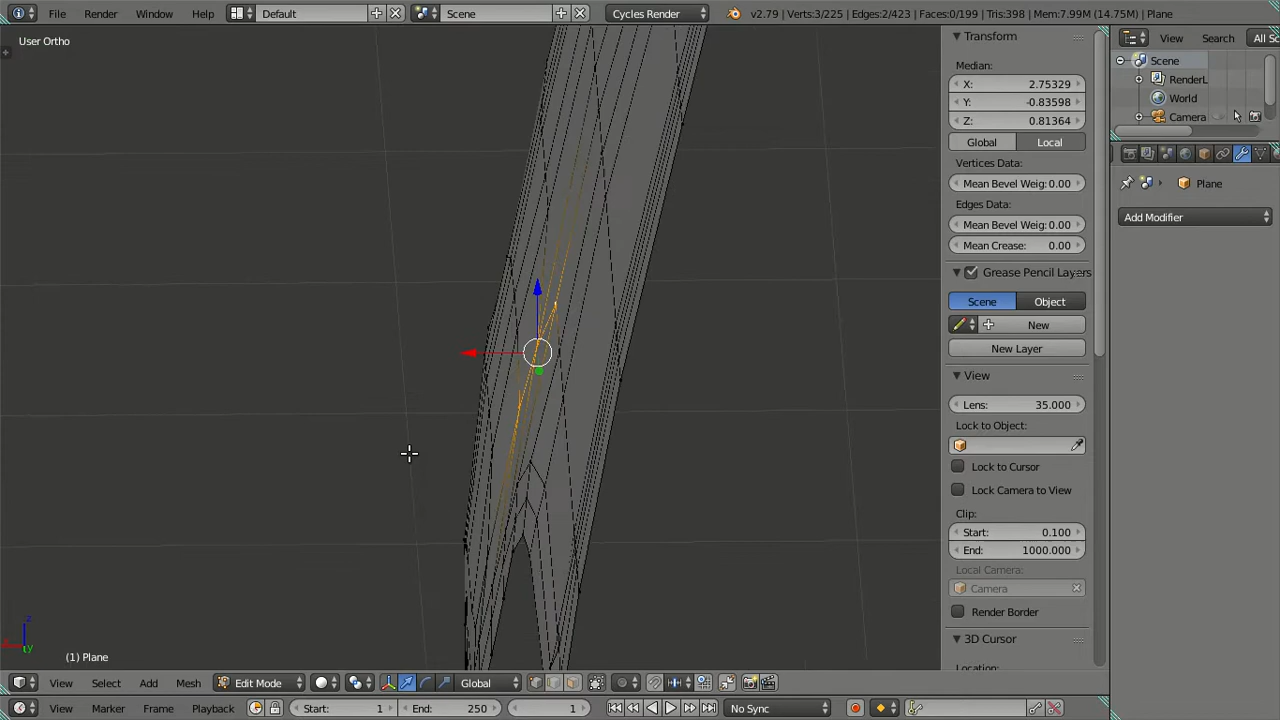 File Render Window Help Default Scene Cycles Render v2.79 | Verts:3/225 | Edges:2/423 | Faces:0/199 | Tris:398 | Mem:7.99M (14.75M) | Plane
User Ortho
Transform
Median:
X: 2.75329
Y: -0.83598
Z: 0.81364
Global Local
Vertices Data:
Mean Bevel Weig: 0.00
Edges Data:
Mean Bevel Weig: 0.00
Mean Crease: 0.00
Grease Pencil Layers
Scene Object
New
New Layer
View
Lens: 35.000
Lock to Object:
Lock to Cursor
Lock Camera to View
Clip:
Start: 0.100
End: 1000.000
Local Camera:
Camera
Render Border
3D Cursor
Location:
View Search All Sc
Scene
RenderL
World
Camera
Plane
Add Modifier
z
x
y
(1) Plane
View Select Add Mesh Edit Mode Global
View Marker Frame Playback Start: 1 End: 250 1 No Sync